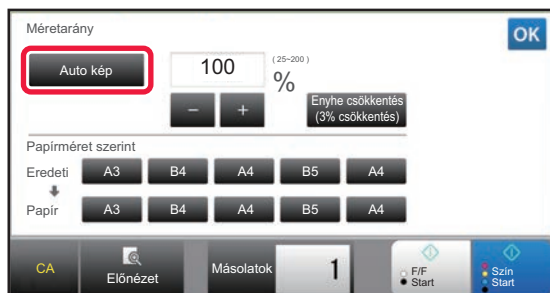 Méretarány
OK
Auto kép
100
(25~200)
%
− +
Enyhe csökkentés
(3% csökkentés)
Papírméret szerint
Eredeti A3 B4 A4 B5 A4
Papír A3 B4 A4 B5 A4
CA
Előnézet
Másolatok 1
F/F
Start
Szín
Start